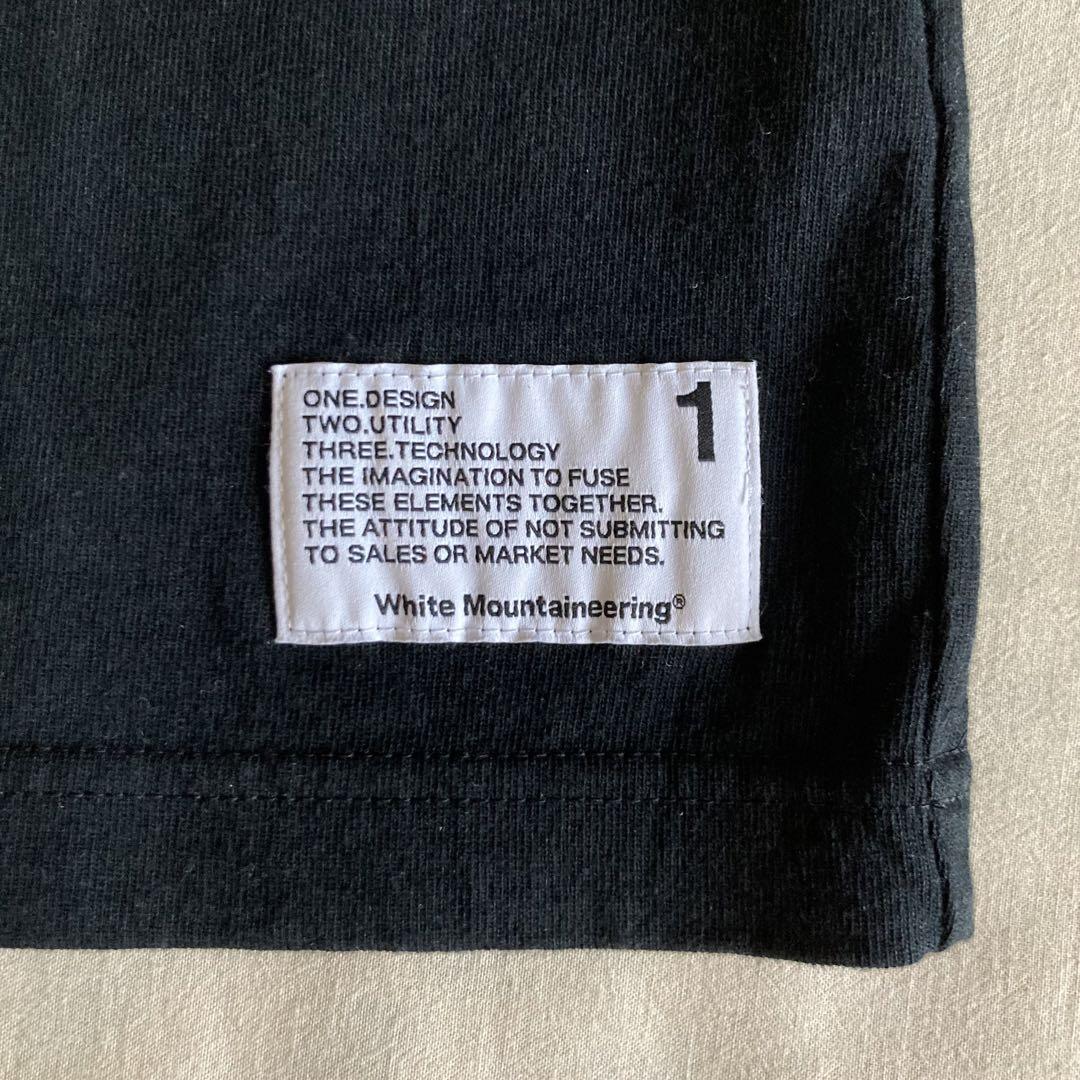 ONE.DESIGN
TWO.UTILITY
THREE.TECHNOLOGY
THE IMAGINATION TO FUSE
THESE ELEMENTS TOGETHER.
THE ATTITUDE OF NOT SUBMITTING
TO SALES OR MARKET NEEDS.
1
White Mountaineering®